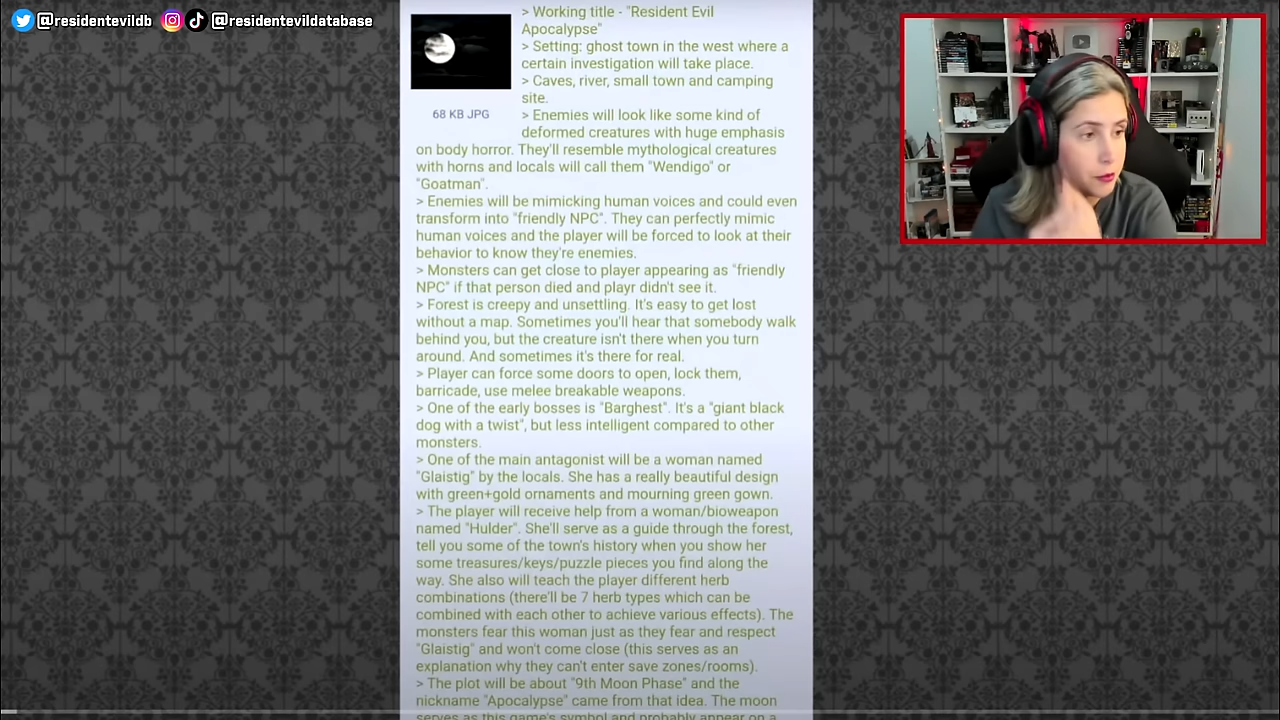 @residentevildb @residentevildatabase
> Working title - "Resident Evil
Apocalypse"
> Setting: ghost town in the west where a
certain investigation will take place.
> Caves, river, small town and camping
site.
68 KB JPG
> Enemies will look like some kind of
deformed creatures with huge emphasis
on body horror. They'll resemble mythological creatures
with horns and locals will call them "Wendigo" or
"Goatman".
> Enemies will be mimicking human voices and could even
transform into "friendly NPC". They can perfectly mimic
human voices and the player will be forced to look at their
behavior to know they're enemies.
> Monsters can get close to player appearing as "friendly
NPC" if that person died and playr didn't see it.
> Forest is creepy and unsettling. It's easy to get lost
without a map. Sometimes you'll hear that somebody walk
behind you, but the creature isn't there when you turn
around. And sometimes it's there for real.
> Player can force some doors to open, lock them,
barricade, use melee breakable weapons.
> One of the early bosses is "Barghest". It's a "giant black
dog with a twist", but less intelligent compared to other
monsters.
> One of the main antagonist will be a woman named
"Glaistig" by the locals. She has a really beautiful design
with green+gold ornaments and mourning green gown.
> The player will receive help from a woman/bioweapon
named "Hulder". She'll serve as a guide through the forest,
tell you some of the town's history when you show her
some treasures/keys/puzzle pieces you find along the
way. She also will teach the player different herb
combinations (there'll be 7 herb types which can be
combined with each other to achieve various effects). The
monsters fear this woman just as they fear and respect
"Glaistig" and won't come close (this serves as an
explanation why they can't enter save zones/rooms).
> The plot will be about "9th Moon Phase" and the
nickname "Apocalypse" came from that idea. The moon
serves as this game's symbol and probably appear on a